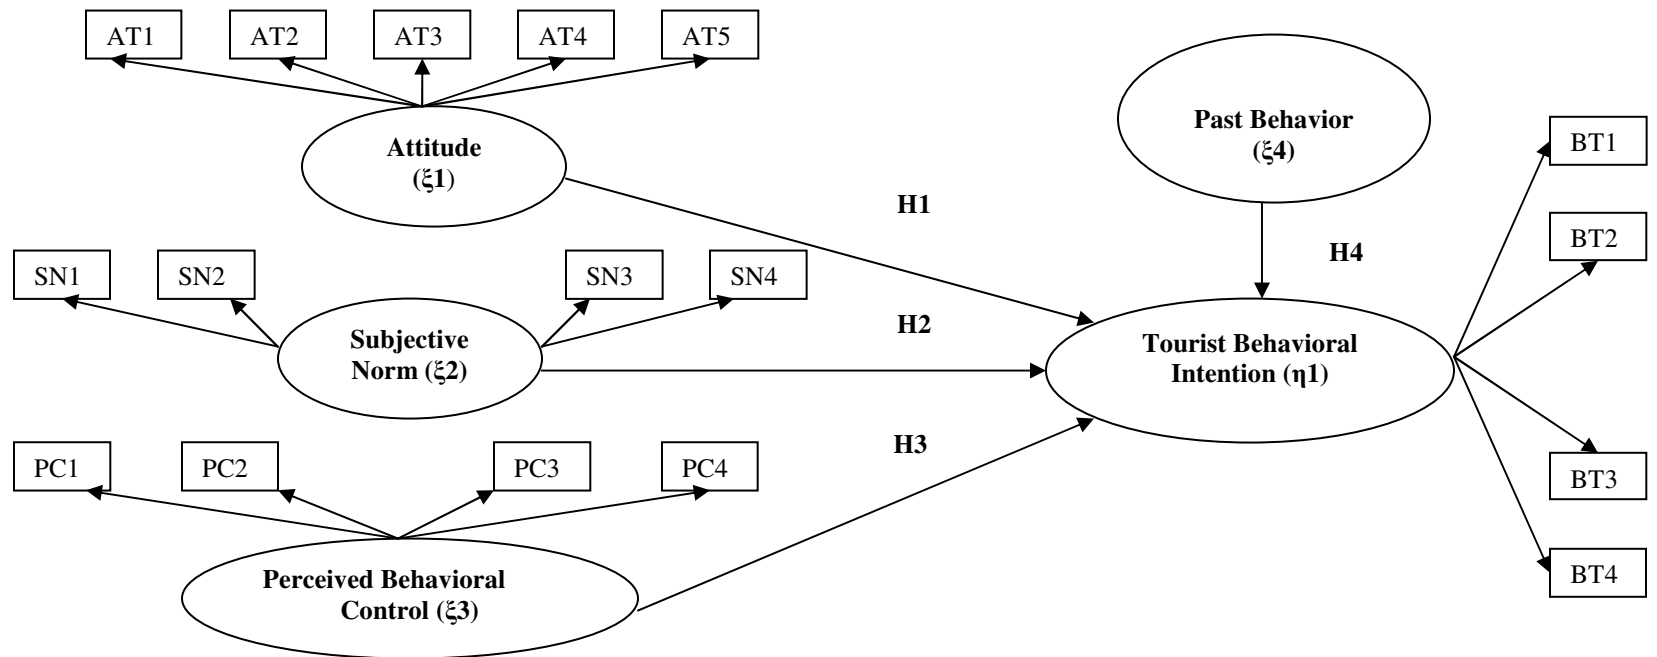 AT1
AT2
AT3
AT4
AT5
Attitude
(ξ1)
Past Behavior
(ξ4)
BT1
BT2
BT3
BT4
H1
H4
SN1
SN2
SN3
SN4
Subjective
Norm (ξ2)
H2
Tourist Behavioral
Intention (η1)
H3
PC1
PC2
PC3
PC4
Perceived Behavioral
Control (ξ3)